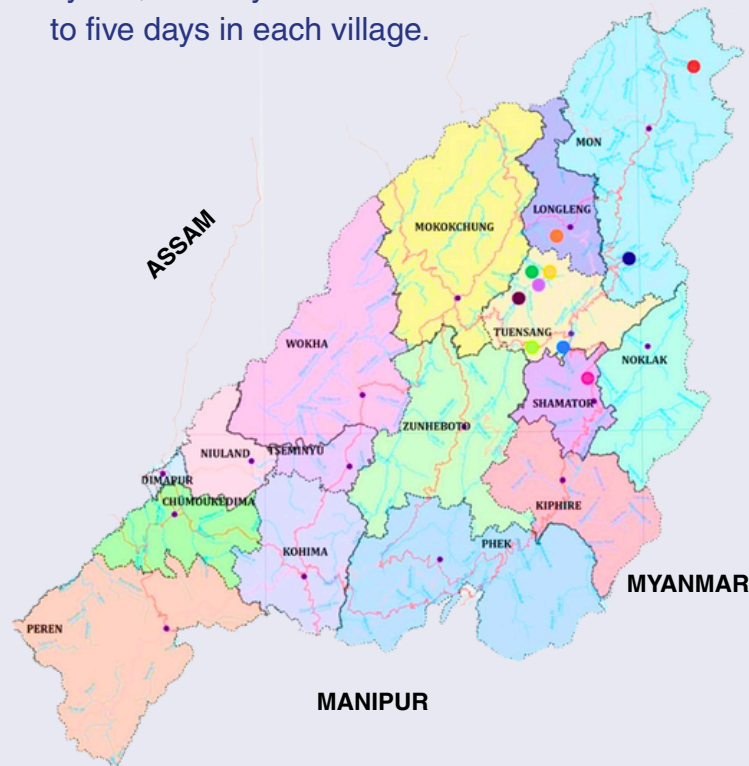 to five days in each village.
MON
LONGLENG
MOKOKCHUNG
ASSAM
TUENSANG
WOKHA
NOKLAK
SHAMATOR
ZUNHEBOTO
NIULAND
TSEMINYU
DIMAPUR
CHUMOUKEDIMA
KIPHIRE
PHEK
KOHIMA
MYANMAR
PEREN
MANIPUR